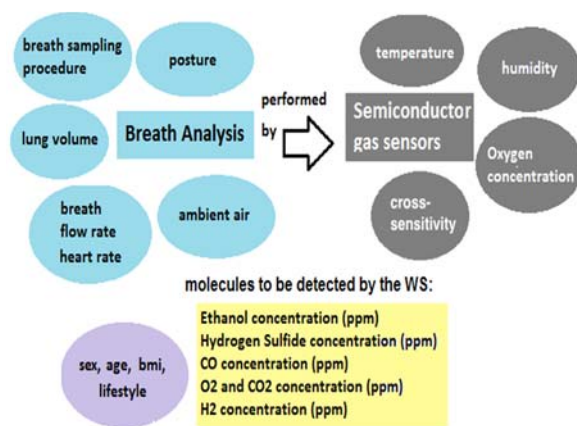 breath sampling
procedure
posture
lung volume
Breath Analysis
breath
flow rate
heart rate
ambient air
performed
by
temperature
humidity
Semiconductor
gas sensors
Oxygen
concentration
cross-
sensitivity
molecules to be detected by the WS:
sex, age, bmi,
lifestyle
Ethanol concentration (ppm)
Hydrogen Sulfide concentration (ppm)
CO concentration (ppm)
O2 and CO2 concentration (ppm)
H2 concentration (ppm)